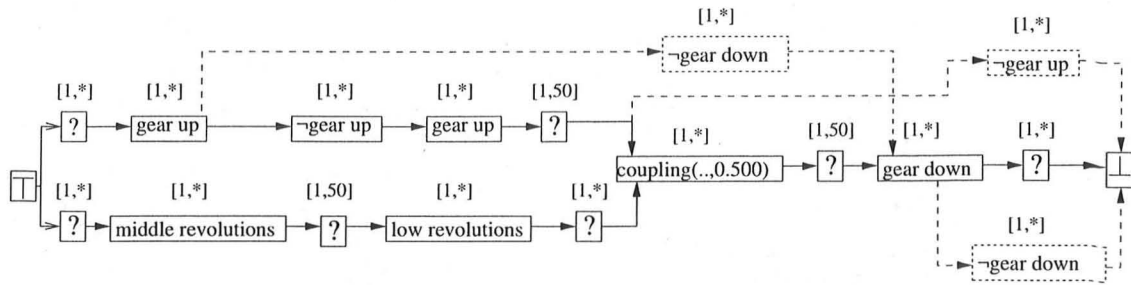 [1,*]
[1,*]
¬gear down
¬gear up
[1,*] [1,*] [1,*] [1,*] [1,50]
? gear up ¬gear up gear up ?
[1,*] [1,50] [1,*] [1,*]
coupling(..,0.500) ? gear down ? ⊥
⊤
[1,*] [1,*] [1,50] [1,*] [1,*]
? middle revolutions ? low revolutions ?
[1,*]
¬gear down